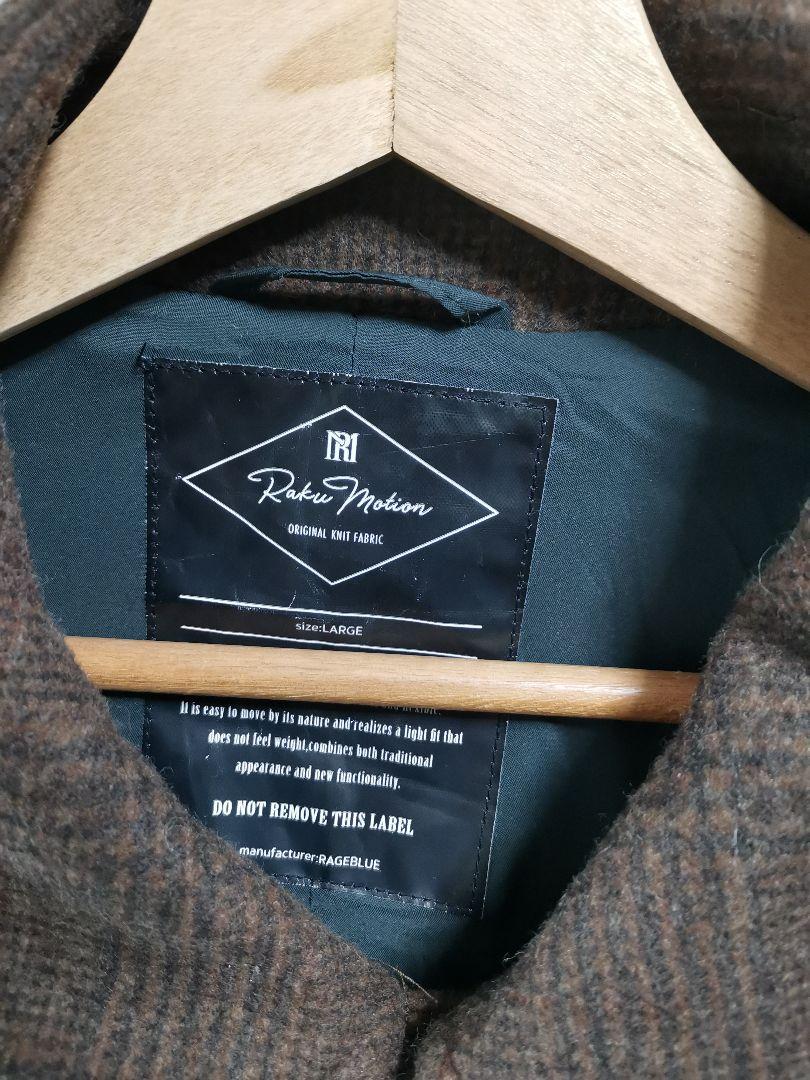 RM
Raku Motion
ORIGINAL KNIT FABRIC
size:LARGE
It is easy to move by its nature and realizes a light fit that
does not feel weight,combines both traditional
appearance and new functionality.
DO NOT REMOVE THIS LABEL
manufacturer:RAGEBLUE